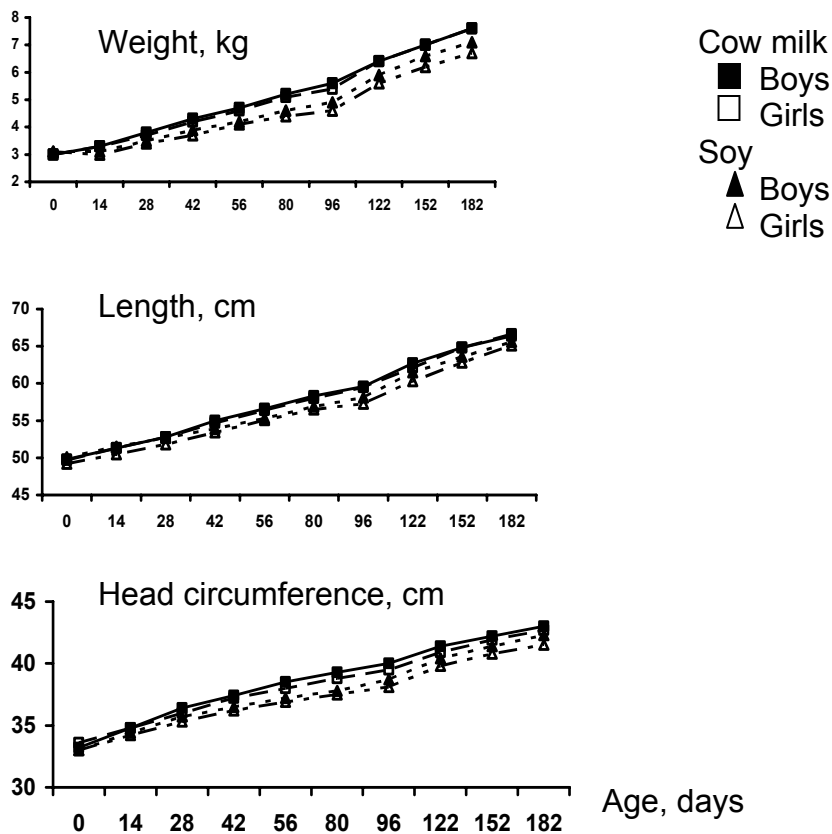 Weight, kg
8
7
6
5
4
3
2
0 14 28 42 56 80 96 122 152 182
Cow milk
Boys
Girls
Soy
Boys
Girls
Length, cm
70
65
60
55
50
45
0 14 28 42 56 80 96 122 152 182
Head circumference, cm
45
40
35
30
0 14 28 42 56 80 96 122 152 182
Age, days